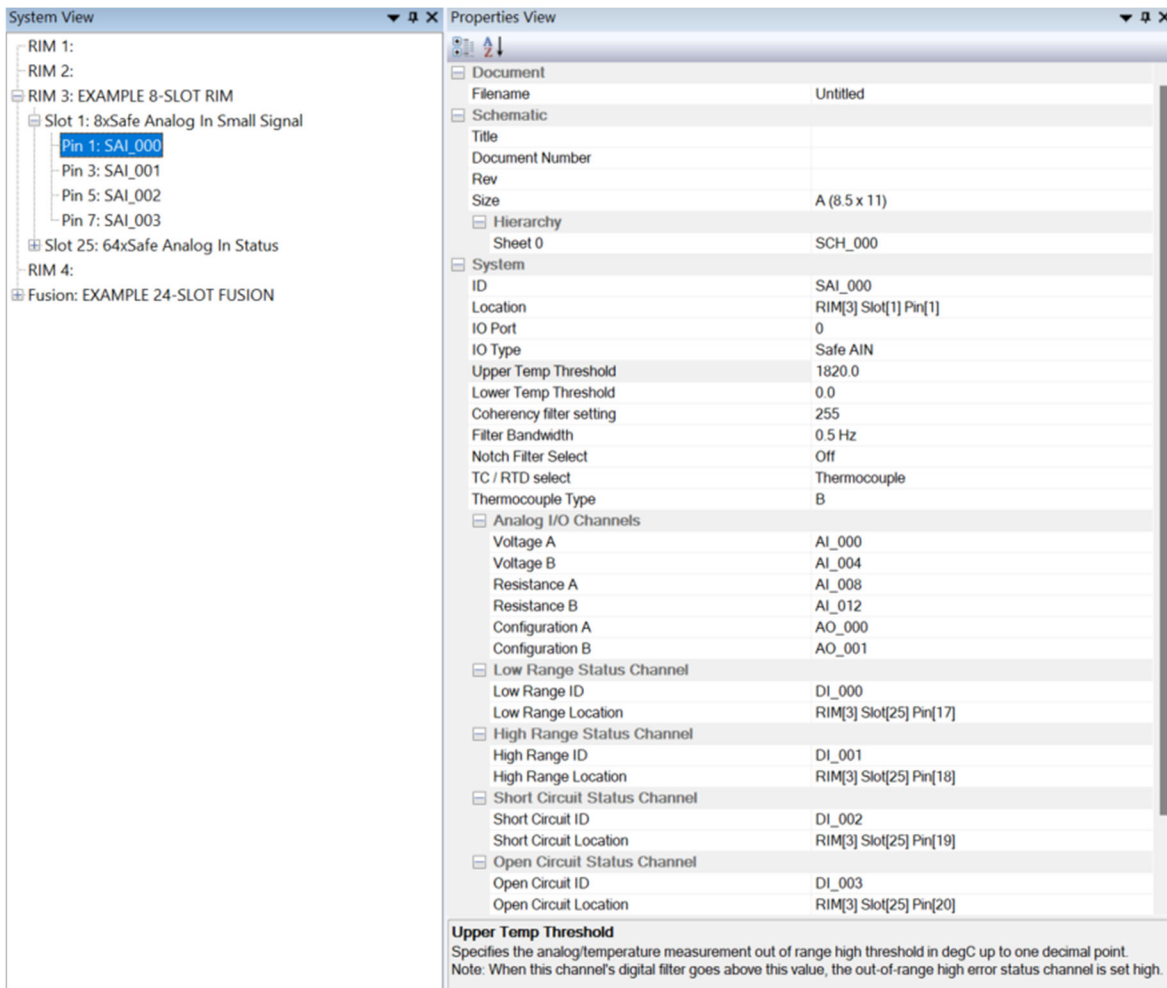 System View
RIM 1:
RIM 2:
RIM 3: EXAMPLE 8-SLOT RIM
Slot 1: 8xSafe Analog In Small Signal
Pin 1: SAI_000
Pin 3: SAI_001
Pin 5: SAI_002
Pin 7: SAI_003
Slot 25: 64xSafe Analog In Status
RIM 4:
Fusion: EXAMPLE 24-SLOT FUSION
Properties View
Document
Filename Untitled
Schematic
Title
Document Number
Rev
Size A (8.5 x 11)
Hierarchy
Sheet 0 SCH_000
System
ID SAI_000
Location RIM[3] Slot[1] Pin[1]
IO Port 0
IO Type Safe AIN
Upper Temp Threshold 1820.0
Lower Temp Threshold 0.0
Coherency filter setting 255
Filter Bandwidth 0.5 Hz
Notch Filter Select Off
TC / RTD select Thermocouple
Thermocouple Type B
Analog I/O Channels
Voltage A AI_000
Voltage B AI_004
Resistance A AI_008
Resistance B AI_012
Configuration A AO_000
Configuration B AO_001
Low Range Status Channel
Low Range ID DI_000
Low Range Location RIM[3] Slot[25] Pin[17]
High Range Status Channel
High Range ID DI_001
High Range Location RIM[3] Slot[25] Pin[18]
Short Circuit Status Channel
Short Circuit ID DI_002
Short Circuit Location RIM[3] Slot[25] Pin[19]
Open Circuit Status Channel
Open Circuit ID DI_003
Open Circuit Location RIM[3] Slot[25] Pin[20]
Upper Temp Threshold
Specifies the analog/temperature measurement out of range high threshold in degC up to one decimal point.
Note: When this channel's digital filter goes above this value, the out-of-range high error status channel is set high.